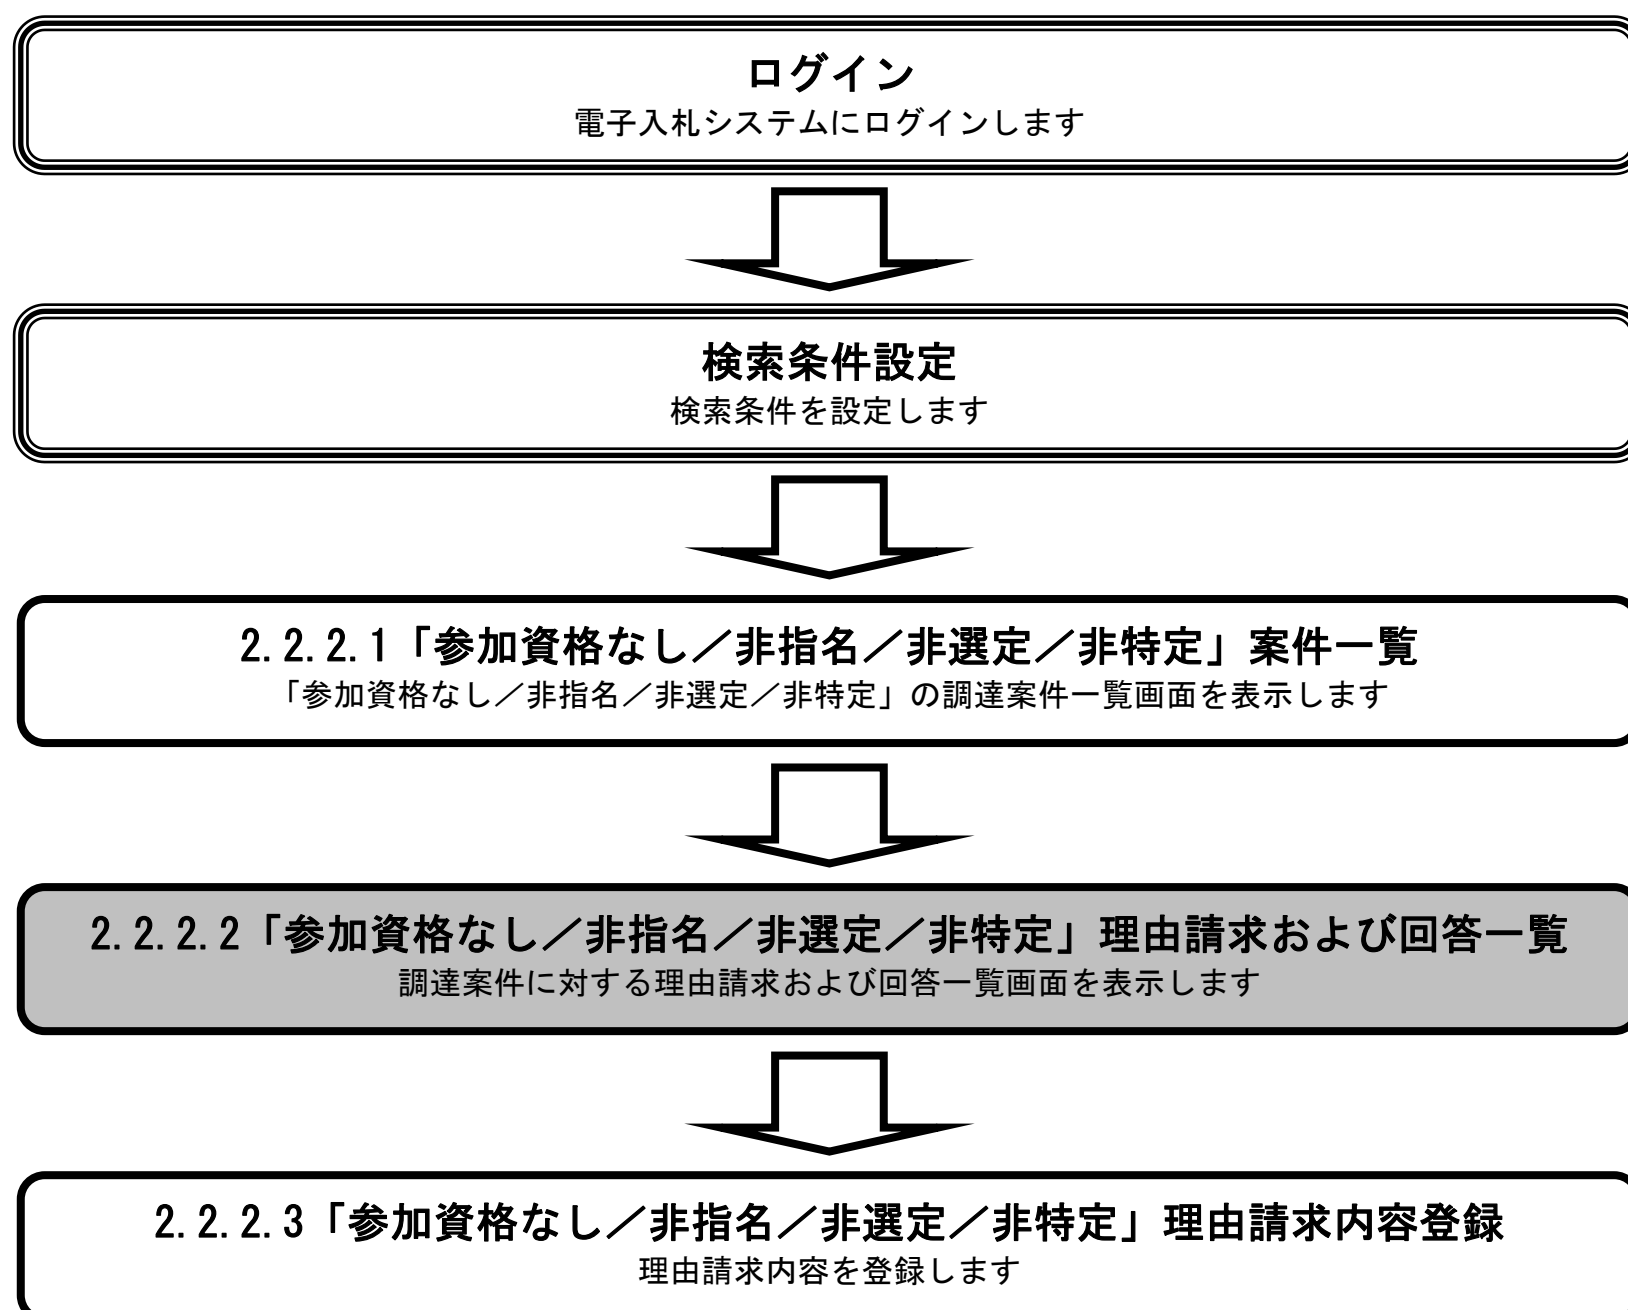 ログイン
電子入札システムにログインします
検索条件設定
検索条件を設定します
2.2.2.1「参加資格なし／非指名／非選定／非特定」案件一覧
「参加資格なし／非指名／非選定／非特定」の調達案件一覧画面を表示します
2.2.2.2「参加資格なし／非指名／非選定／非特定」理由請求および回答一覧
調達案件に対する理由請求および回答一覧画面を表示します
2.2.2.3「参加資格なし／非指名／非選定／非特定」理由請求内容登録
理由請求内容を登録します